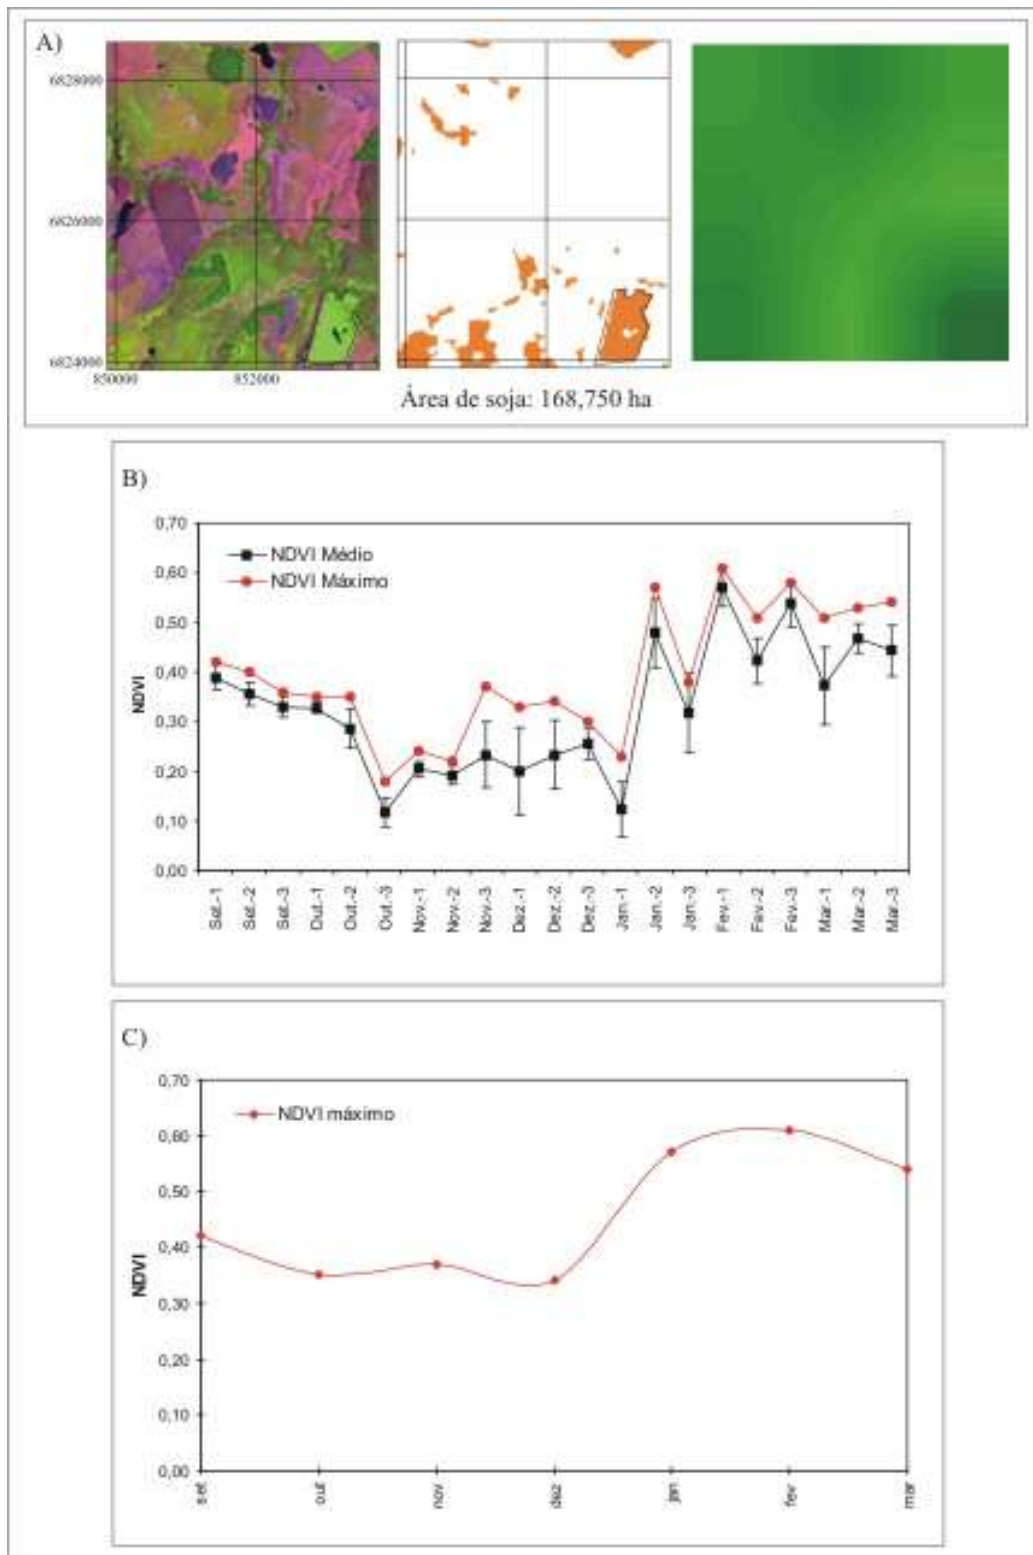 A)
6828000
6826000
6824000
850000 852000
Área de soja: 168,750 ha
B)
0,70
0,60
0,50
0,40
0,30
0,20
0,10
0,00
NDVI
NDVI Médio
NDVI Máximo
Set.-1 Set.-2 Set.-3 Out.-1 Out.-2 Out.-3 Nov.-1 Nov.-2 Nov.-3 Dez.-1 Dez.-2 Dez.-3 Jan.-1 Jan.-2 Jan.-3 Fev.-1 Fev.-2 Fev.-3 Mar.-1 Mar.-2 Mar.-3
C)
0,70
0,60
0,50
0,40
0,30
0,20
0,10
0,00
NDVI
NDVI máximo
set out nov dez jan fev mar